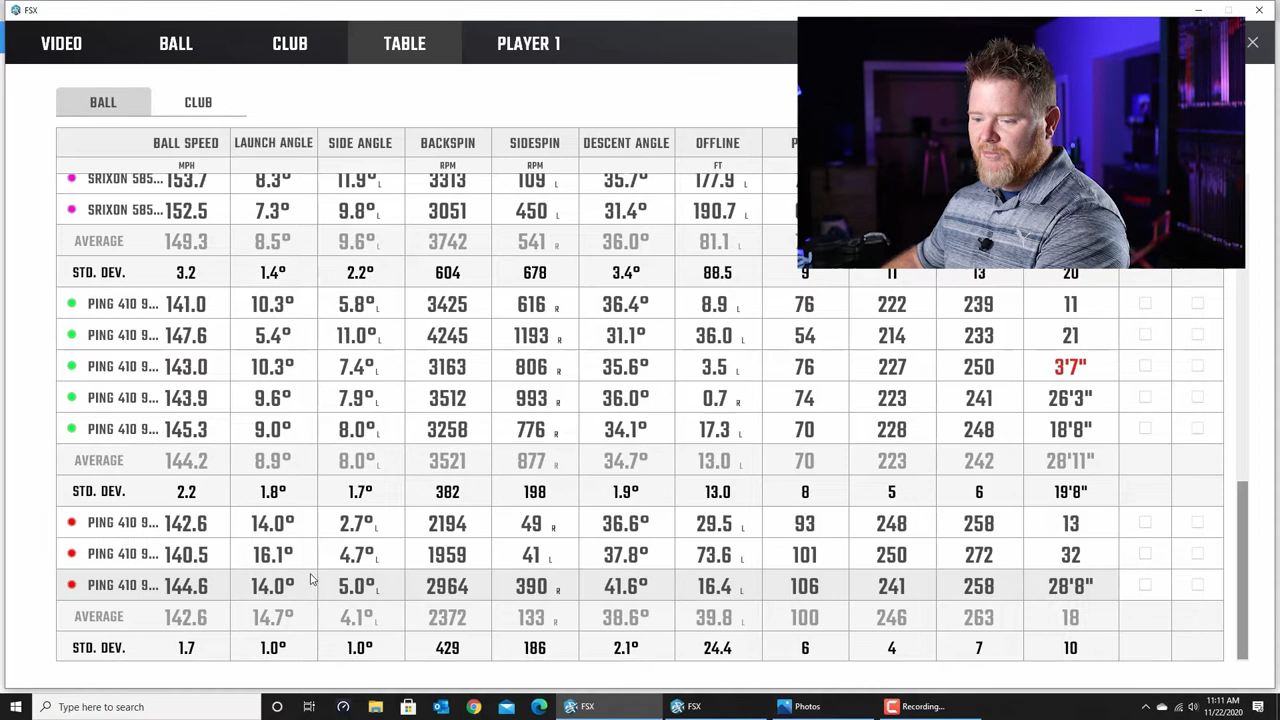 FSX
VIDEO BALL CLUB TABLE PLAYER 1
BALL CLUB
BALL SPEED LAUNCH ANGLE SIDE ANGLE BACKSPIN SIDESPIN DESCENT ANGLE OFFLINE
MPH RPM RPM FT
SRIXON 585... 153.7 8.3° 11.9° L 3313 109 L 35.7° 177.9 L
SRIXON 585... 152.5 7.3° 9.8° L 3051 450 L 31.4° 190.7 L
AVERAGE 149.3 8.5° 9.6° L 3742 541 R 36.0° 81.1 L
STD. DEV. 3.2 1.4° 2.2° 604 678 3.4° 88.5 9 11 13 20
PING 410 9... 141.0 10.3° 5.8° L 3425 616 R 36.4° 8.9 L 76 222 239 11
PING 410 9... 147.6 5.4° 11.0° L 4245 1193 R 31.1° 36.0 L 54 214 233 21
PING 410 9... 143.0 10.3° 7.4° L 3163 806 R 35.6° 3.5 L 76 227 250 3'7"
PING 410 9... 143.9 9.6° 7.9° L 3512 993 R 36.0° 0.7 R 74 223 241 26'3"
PING 410 9... 145.3 9.0° 8.0° L 3258 776 R 34.1° 17.3 L 70 228 248 18'8"
AVERAGE 144.2 8.9° 8.0° L 3521 877 R 34.7° 13.0 L 70 223 242 28'11"
STD. DEV. 2.2 1.8° 1.7° 382 198 1.9° 13.0 8 5 6 19'8"
PING 410 9... 142.6 14.0° 2.7° L 2194 49 R 36.6° 29.5 L 93 248 258 13
PING 410 9... 140.5 16.1° 4.7° L 1959 41 L 37.8° 73.6 L 101 250 272 32
PING 410 9... 144.6 14.0° 5.0° L 2964 390 R 41.6° 16.4 L 106 241 258 28'8"
AVERAGE 142.6 14.7° 4.1° L 2372 133 R 38.6° 39.8 L 100 246 263 18
STD. DEV. 1.7 1.0° 1.0° 429 186 2.1° 24.4 6 4 7 10
Type here to search FSX FSX Photos Recording... 11:11 AM
11/22/2020